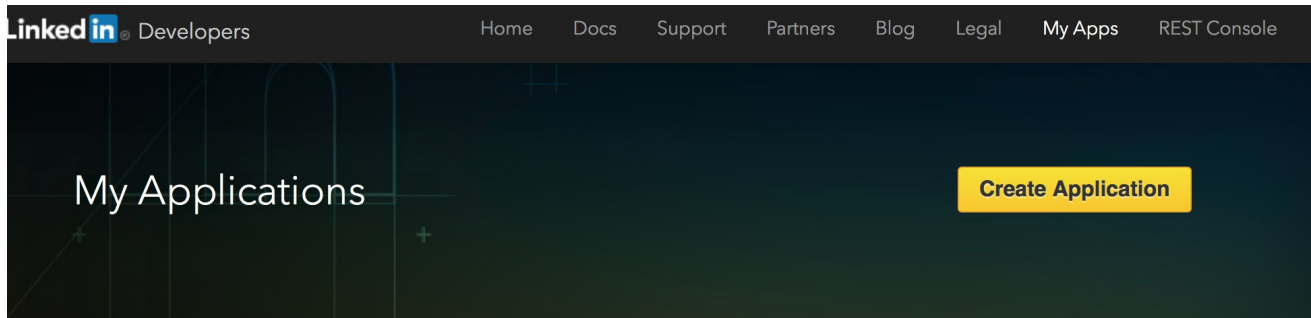 Linked in ® Developers Home Docs Support Partners Blog Legal My Apps REST Console
My Applications Create Application